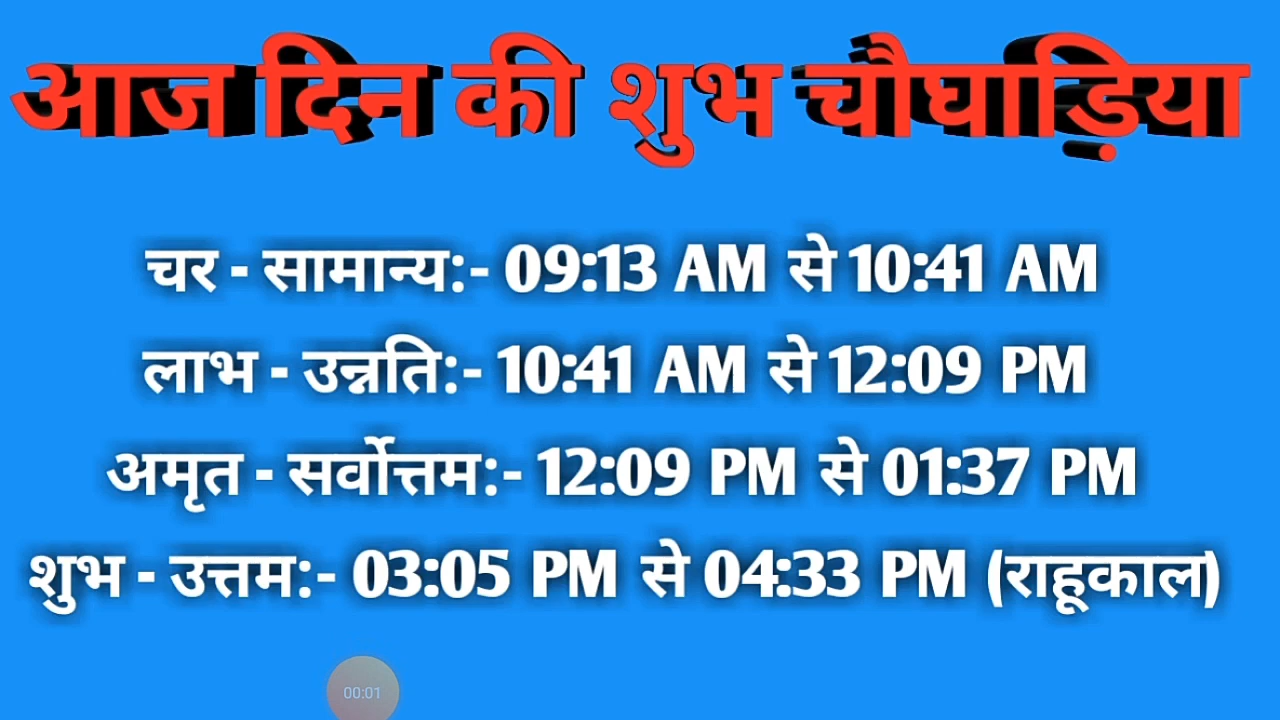 आज दिन की शुभ चौघाड़िया
चर - सामान्य:- 09:13 AM से 10:41 AM
लाभ - उन्नति:- 10:41 AM से 12:09 PM
अमृत - सर्वोत्तम:- 12:09 PM से 01:37 PM
शुभ - उत्तम:- 03:05 PM से 04:33 PM (राहूकाल)
00:01